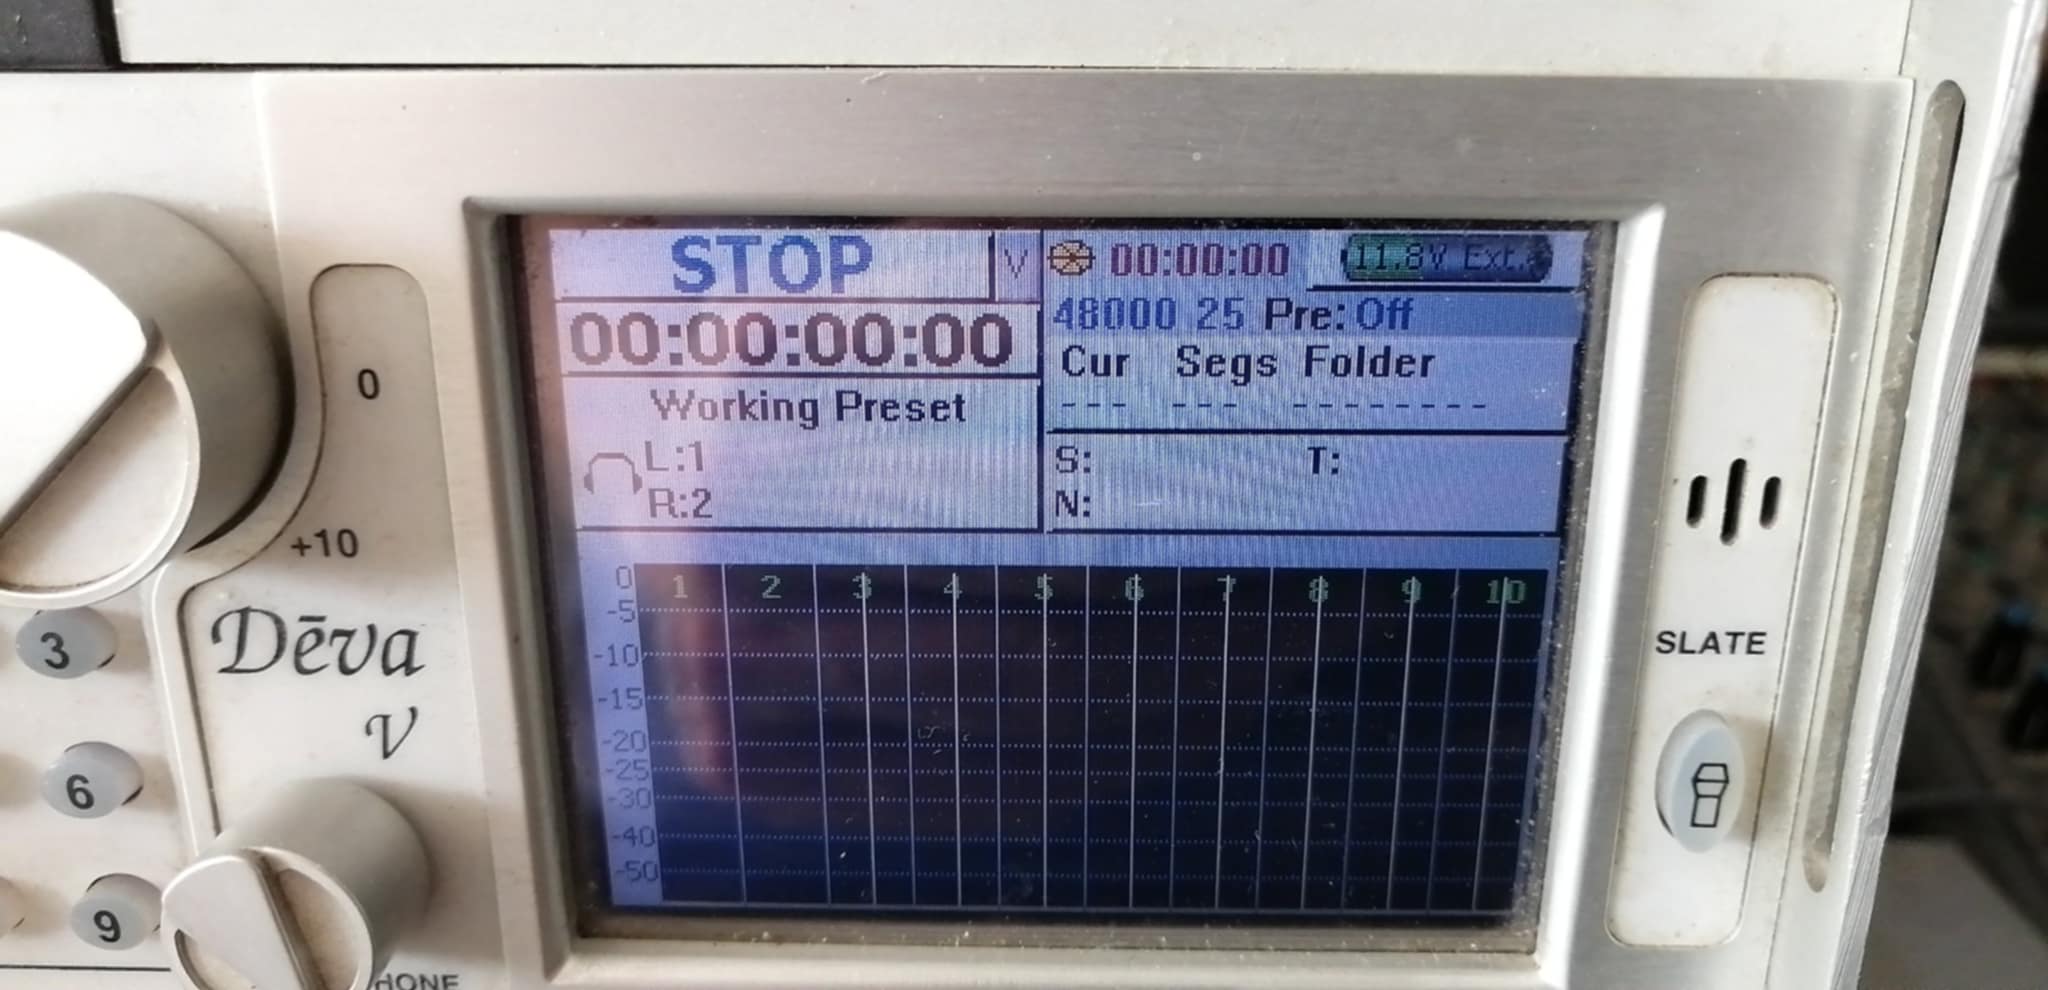 STOP
V
00:00:00
11.8V Ext.
00:00:00:00
48000 25 Pre: Off
Cur Segs Folder
--- --- --------
Working Preset
L:1
R:2
S: T:
N:
0
+10
Dēva
V
3
6
9
0
-5
-10
-15
-20
-25
-30
-40
-50
1 2 3 4 5 6 7 8 9 10
SLATE